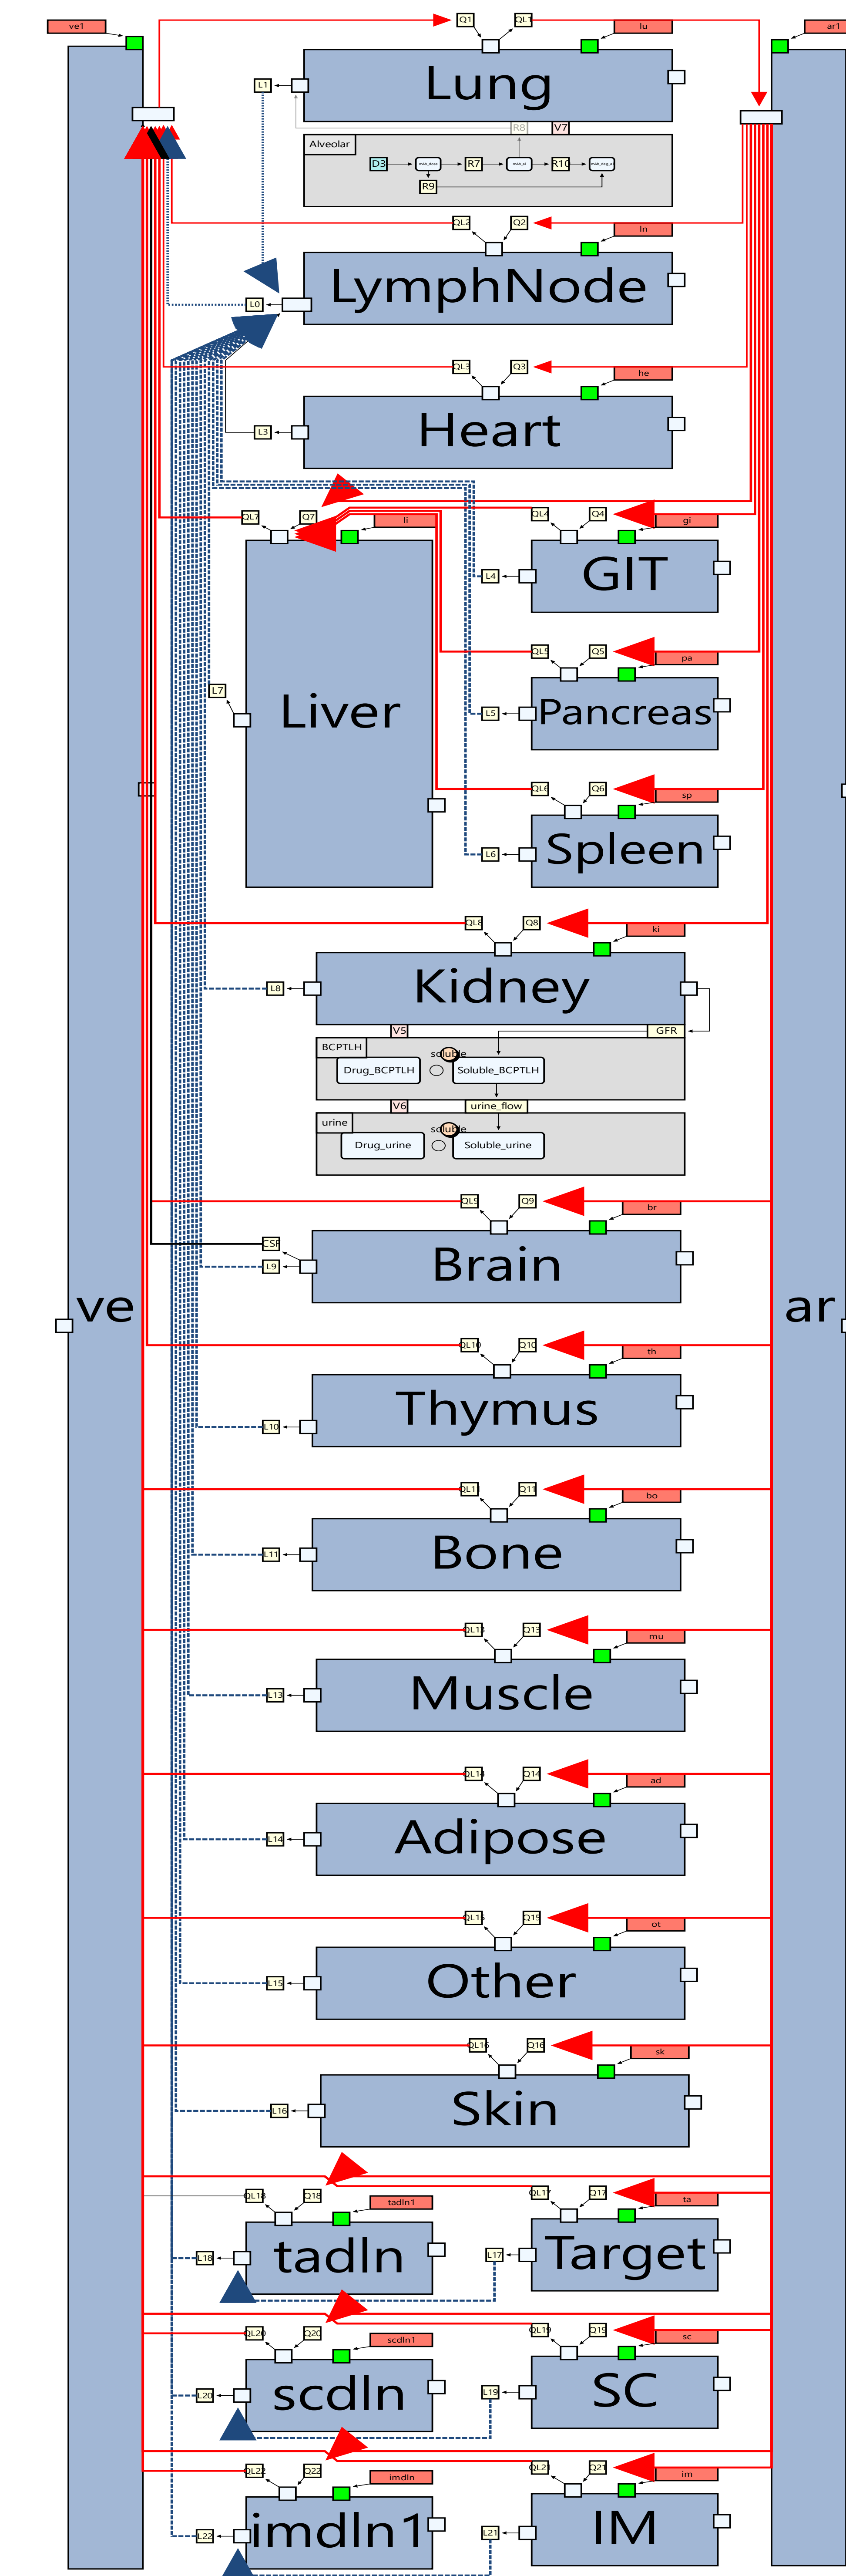 ve1
Q1
QL1
lu
ar1
L1
Lung
R8
V7
Alveolar
D3
R7
R10
R9
QL2
Q2
ln
LymphNode
L0
QL3
Q3
he
L3
Heart
QL7
Q7
li
QL4
Q4
gi
L4
GIT
QL5
Q5
pa
L7
Liver
L5
Pancreas
QL6
Q6
sp
L6
Spleen
QL8
Q8
ki
L8
Kidney
V5
GFR
BCPTLH
soluble
Drug_BCPTLH
Soluble_BCPTLH
V6
urine_flow
urine
soluble
Drug_urine
Soluble_urine
QL9
Q9
br
CSF
L9
Brain
ve
ar
QL10
Q10
th
Thymus
L10
QL11
Q11
bo
L11
Bone
QL13
Q13
mu
L13
Muscle
QL14
Q14
ad
L14
Adipose
QL15
Q15
ot
L15
Other
QL16
Q16
sk
L16
Skin
QL18
Q18
tadln1
QL17
Q17
ta
L18
tadln
L17
Target
QL20
Q20
scdln1
QL19
Q19
sc
L20
scdln
L19
SC
QL22
Q22
imdln
QL21
Q21
im
L22
imdln1
L21
IM